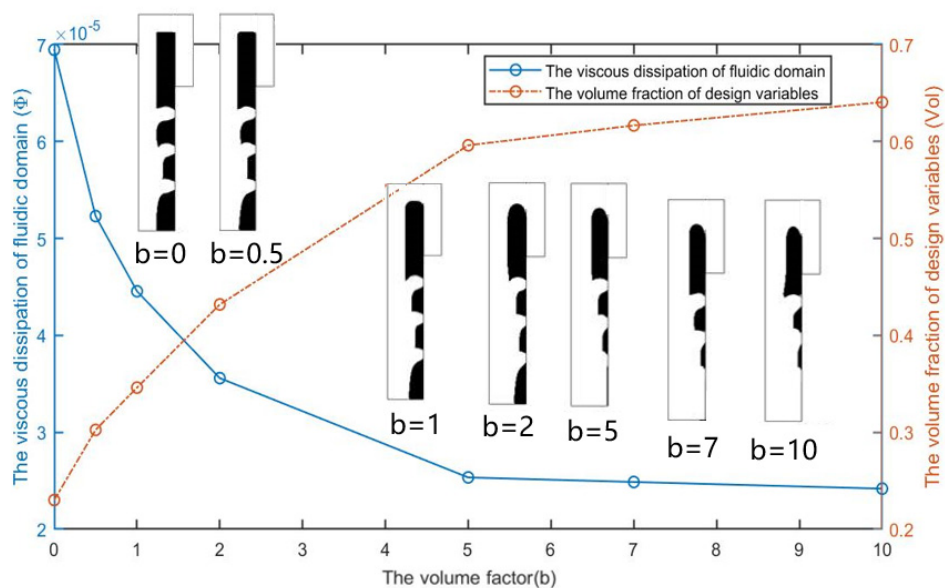 ×10⁻⁵
7
6
5
4
3
2
The viscous dissipation of fluidic domain (Φ)
0.7
0.6
0.5
0.4
0.3
0.2
The volume fraction of design variables (Vol)
The viscous dissipation of fluidic domain
The volume fraction of design variables
b=0 b=0.5
b=1 b=2 b=5 b=7 b=10
0 1 2 3 4 5 6 7 8 9 10
The volume factor(b)